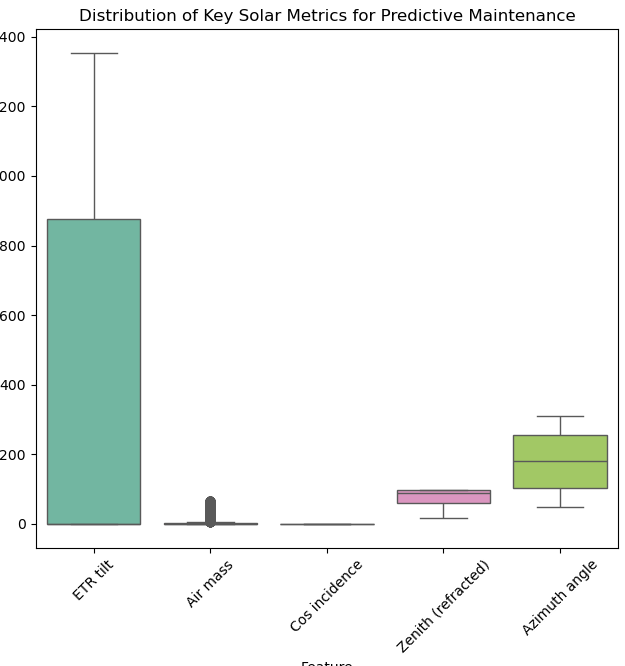 Distribution of Key Solar Metrics for Predictive Maintenance
400
200
000
800
600
400
200
0
ETR tilt
Air mass
Cos incidence
Zenith (refracted)
Azimuth angle
Feature